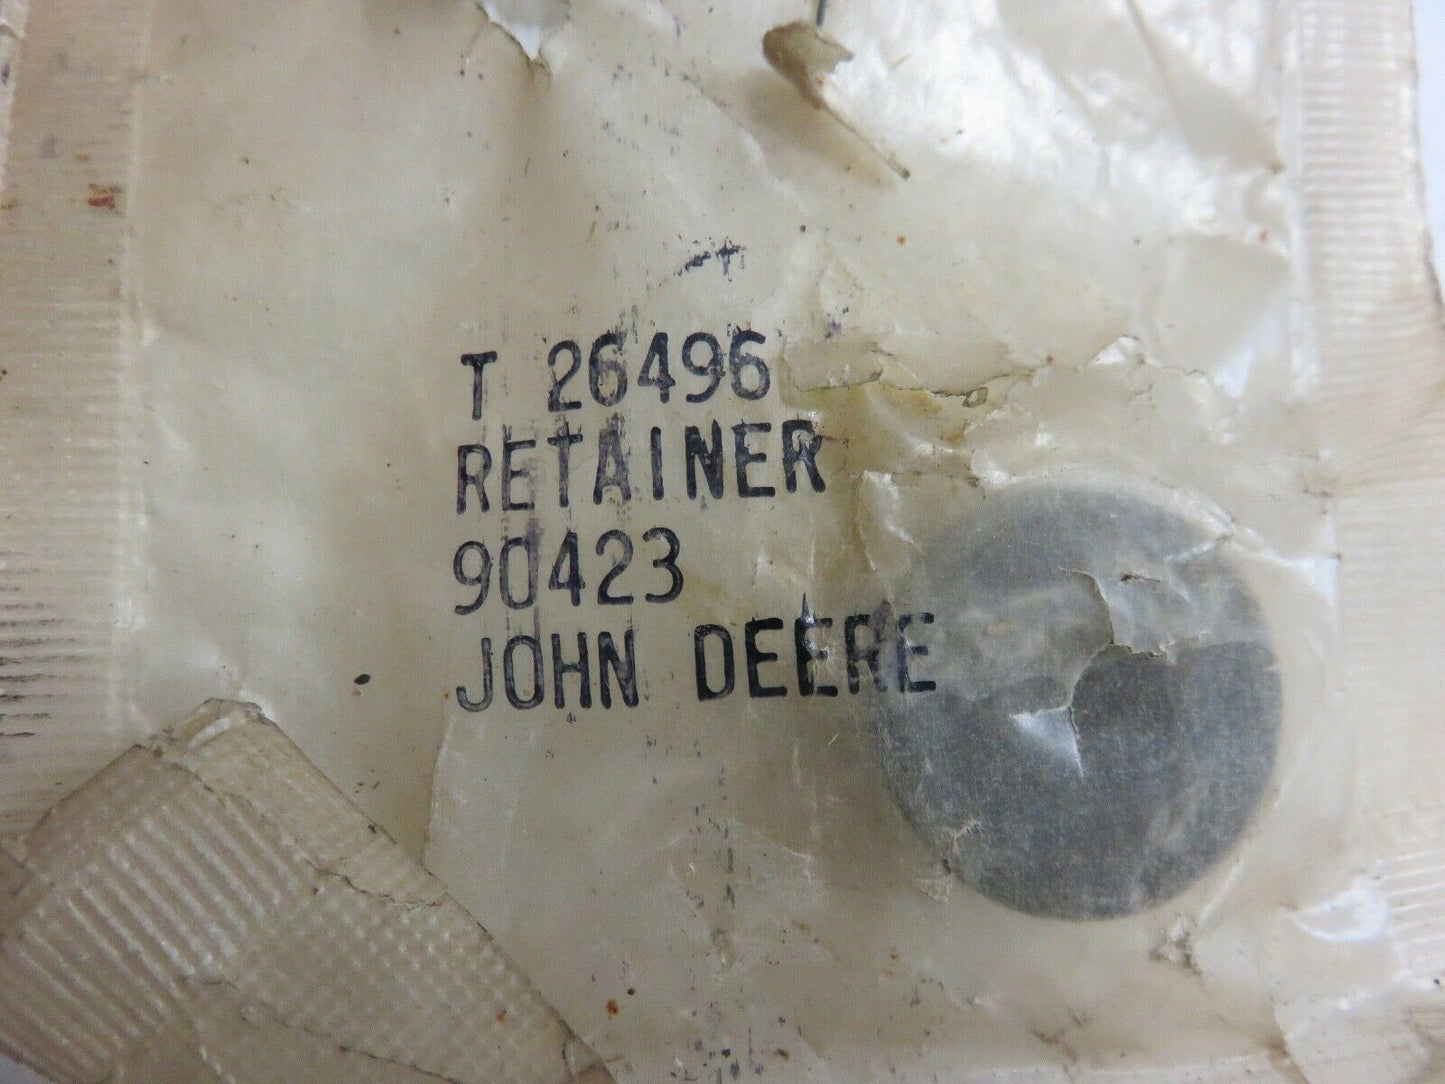 T 26496
RETAINER
90423
JOHN DEERE